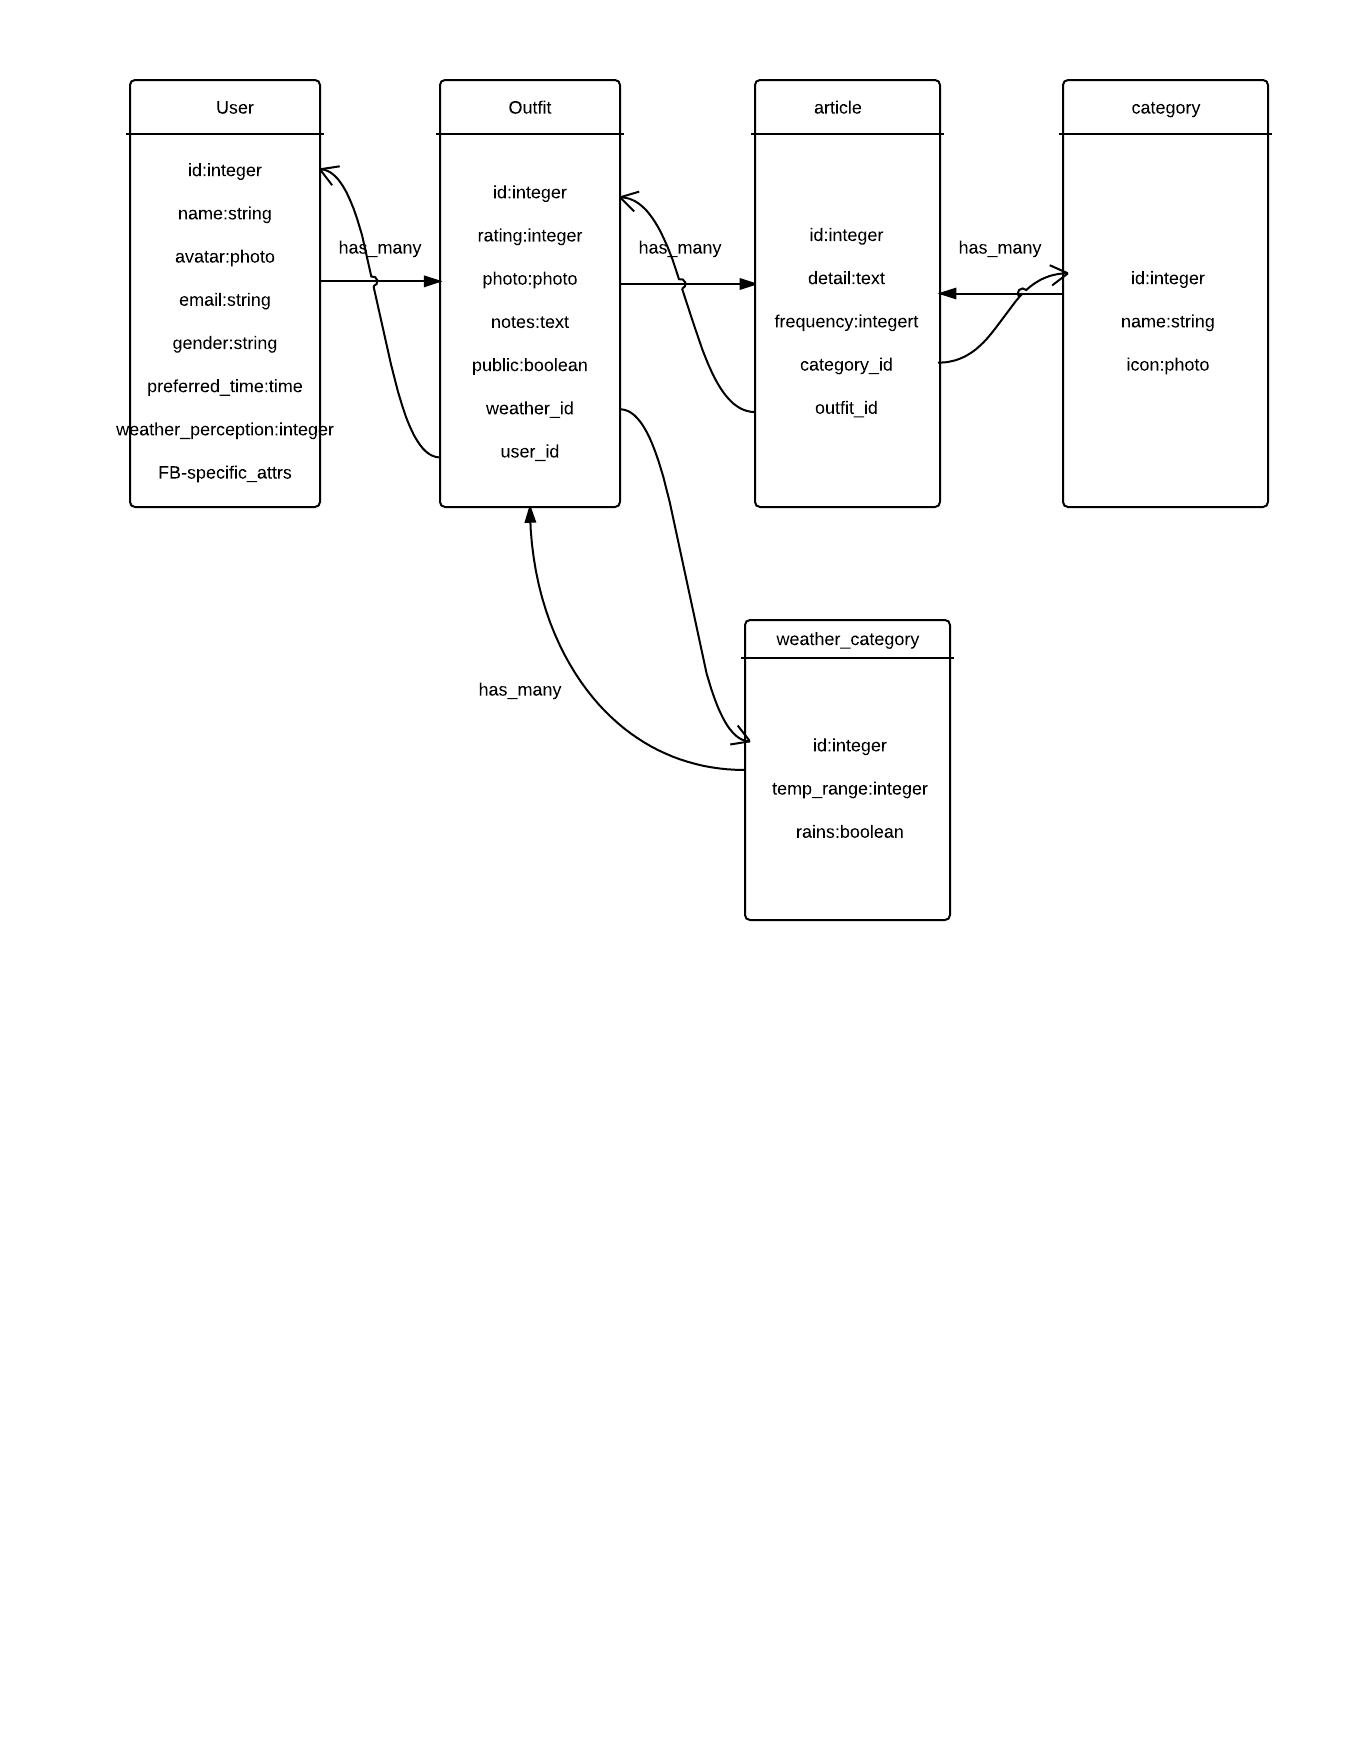 User
id:integer
name:string
avatar:photo
email:string
gender:string
preferred_time:time
weather_perception:integer
FB-specific_attrs
has_many
Outfit
id:integer
rating:integer
photo:photo
notes:text
public:boolean
weather_id
user_id
has_many
article
id:integer
detail:text
frequency:integert
category_id
outfit_id
has_many
category
id:integer
name:string
icon:photo
has_many
weather_category
id:integer
temp_range:integer
rains:boolean